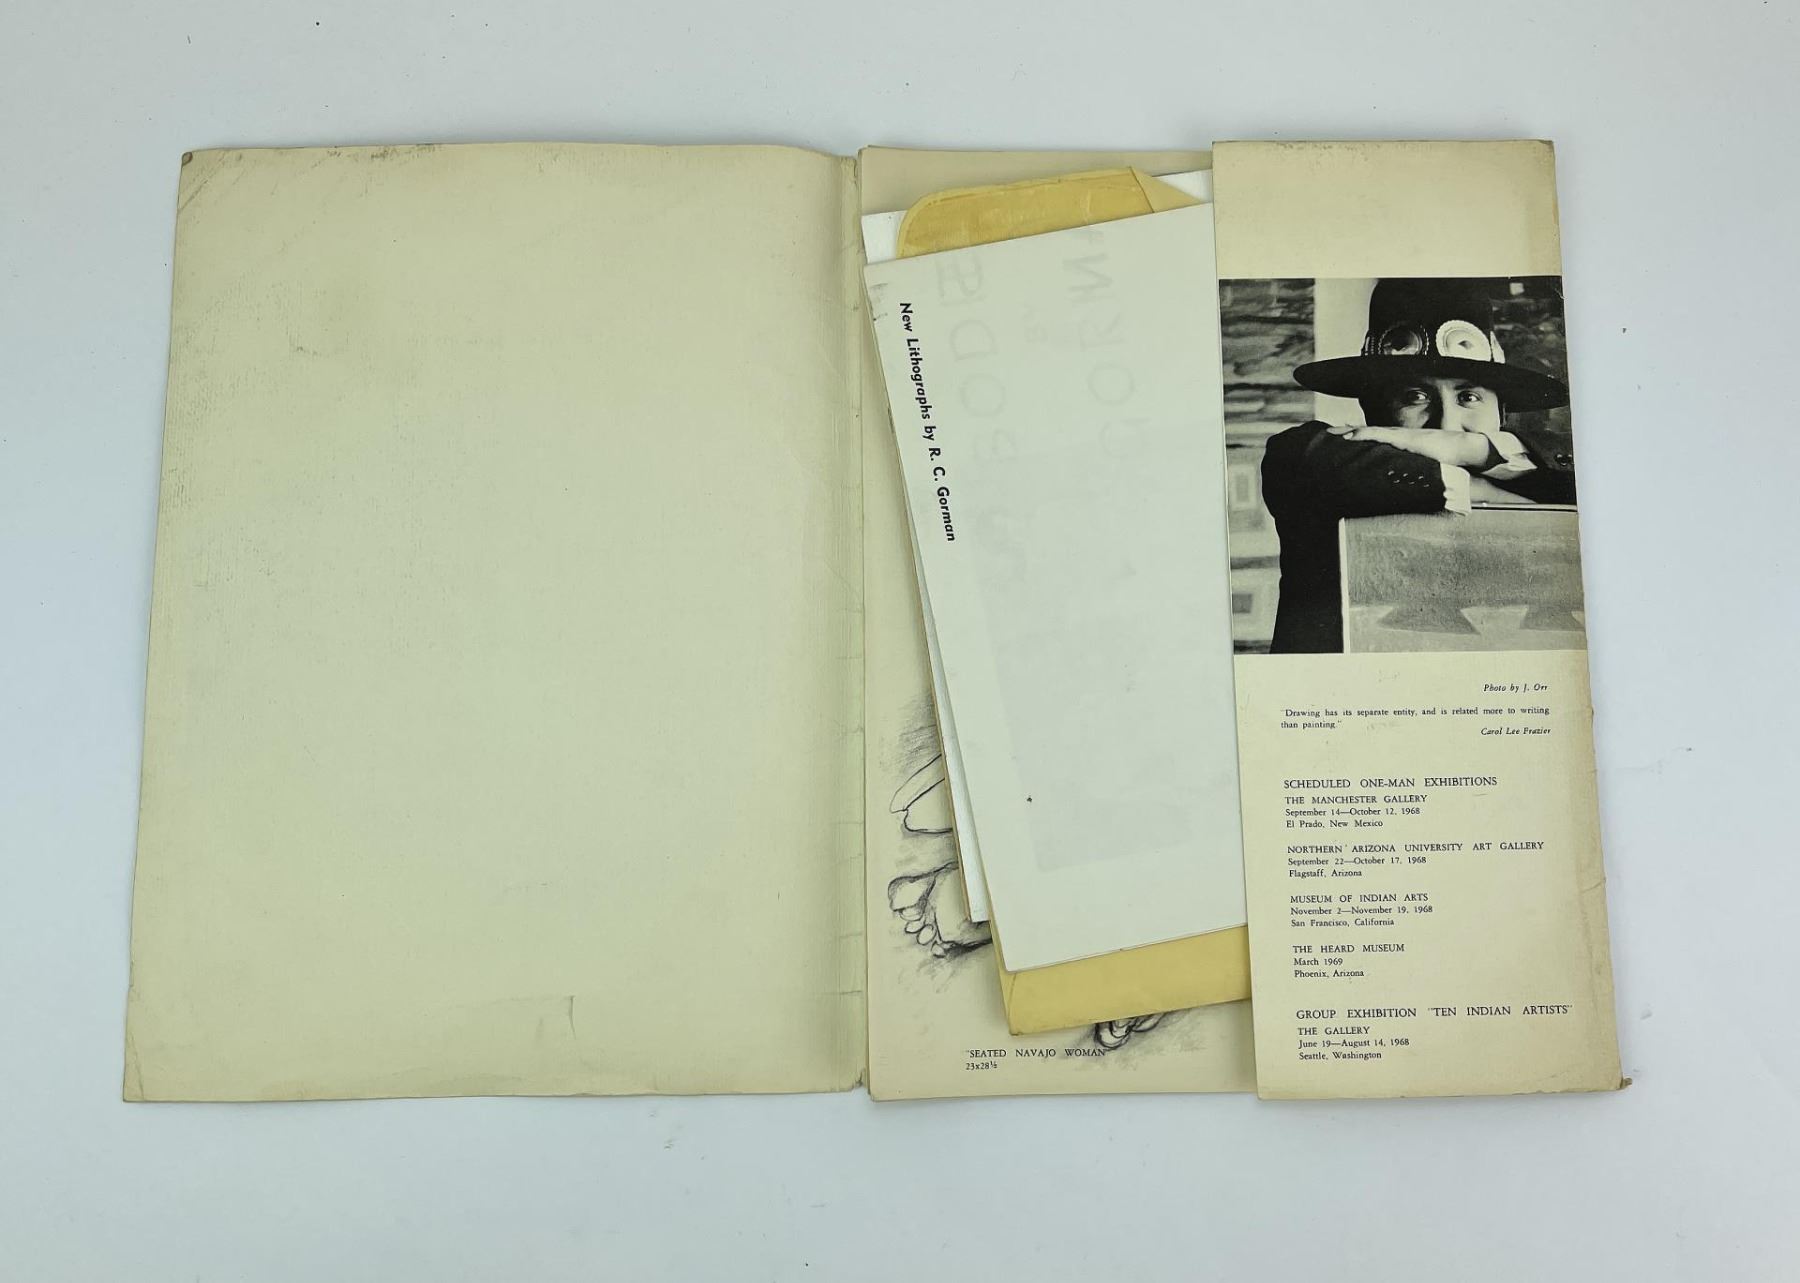 New Lithographs by R. C. Gorman
"SEATED NAVAJO WOMAN"
23x28½
Photo by J. Orr
"Drawing has its separate entity, and is related more to writing
than painting."
Carol Lee Frazier
SCHEDULED ONE-MAN EXHIBITIONS
THE MANCHESTER GALLERY
September 14—October 12, 1968
El Prado, New Mexico
NORTHERN ARIZONA UNIVERSITY ART GALLERY
September 22—October 17, 1968
Flagstaff, Arizona
MUSEUM OF INDIAN ARTS
November 2—November 19, 1968
San Francisco, California
THE HEARD MUSEUM
March 1969
Phoenix, Arizona
GROUP EXHIBITION "TEN INDIAN ARTISTS"
THE GALLERY
June 19—August 14, 1968
Seattle, Washington